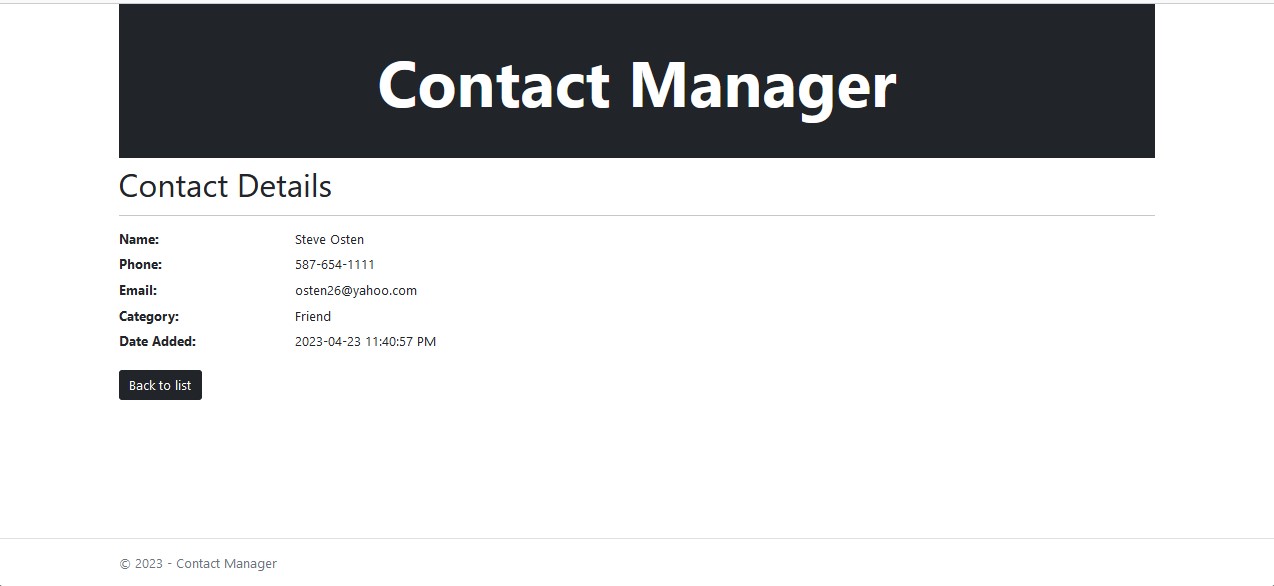 Contact Manager
Contact Details
Name: Steve Osten
Phone: 587-654-1111
Email: osten26@yahoo.com
Category: Friend
Date Added: 2023-04-23 11:40:57 PM
Back to list
© 2023 - Contact Manager